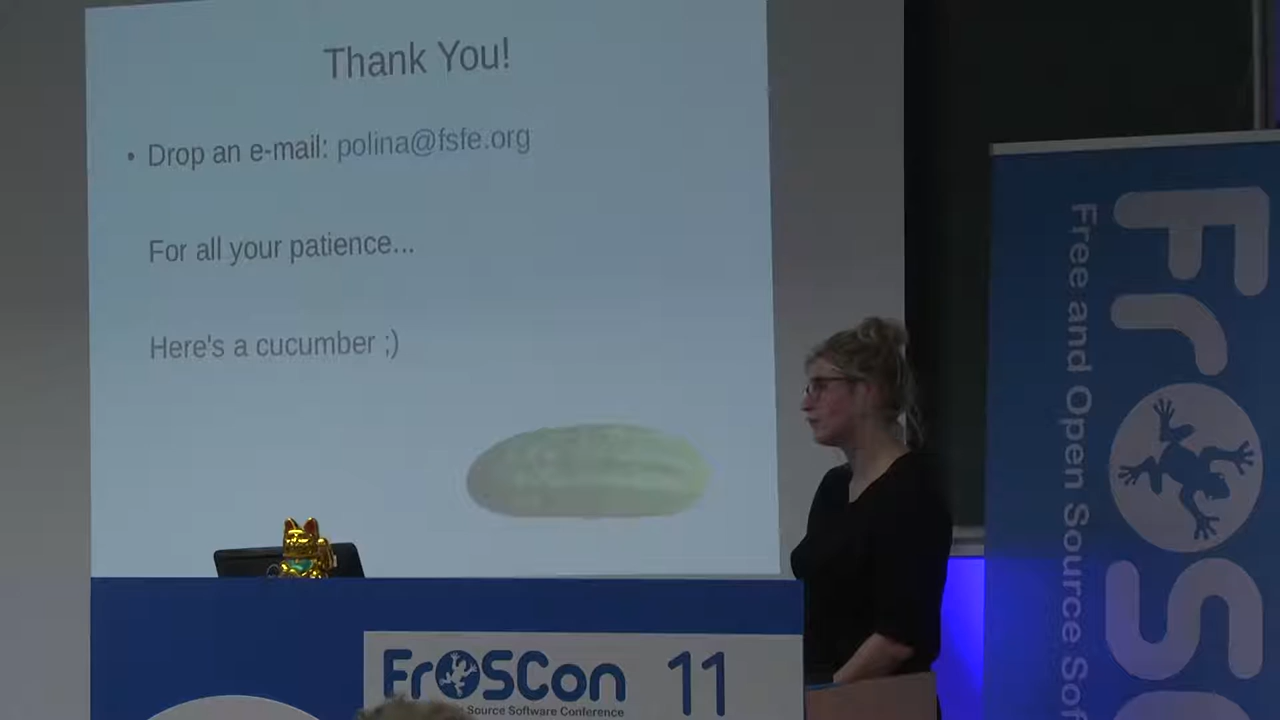 Thank You!
• Drop an e-mail: polina@fsfe.org
For all your patience...
Here's a cucumber ;)
FrOSCon 11
Source Software Conference
FrOSC
Free and Open Source Sof